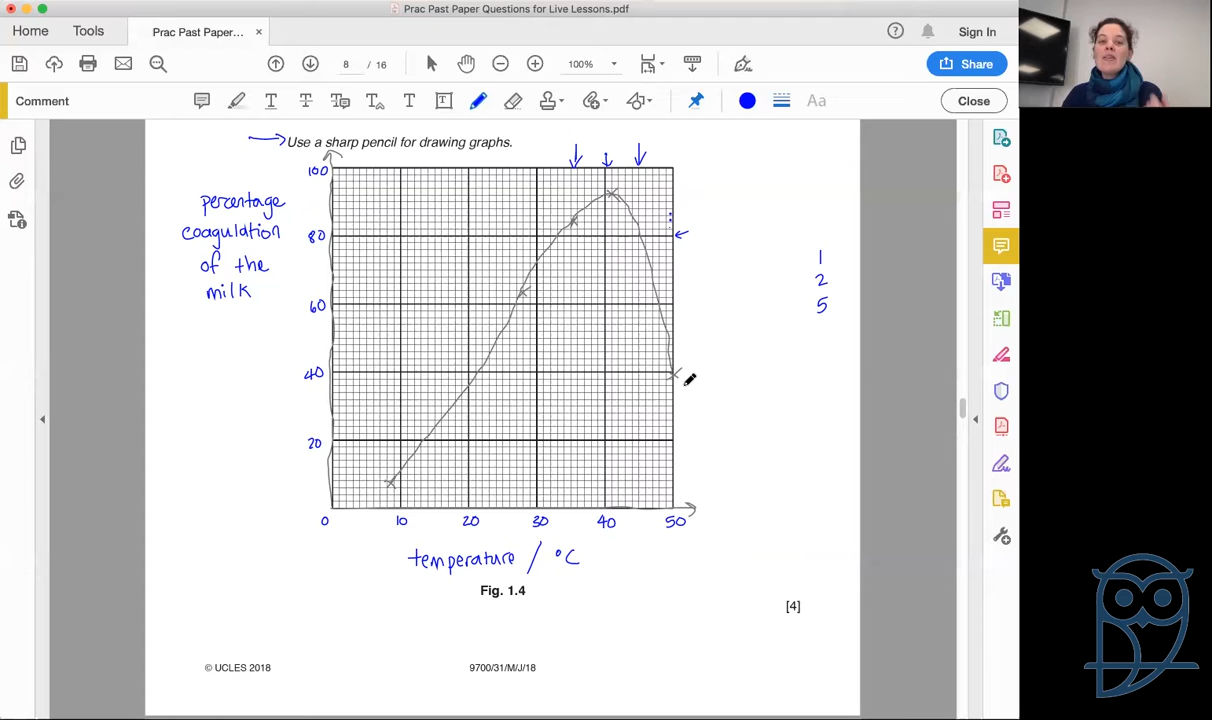 Prac Past Paper Questions for Live Lessons.pdf
Home
Tools
Prac Past Paper...
Sign In
8 / 16
100%
Share
Comment
Aa
Close
Use a sharp pencil for drawing graphs.
percentage
coagulation
of the
milk
100
80
60
40
20
0
10
20
30
40
50
temperature / °C
1
2
5
Fig. 1.4
[4]
© UCLES 2018
9700/31/M/J/18